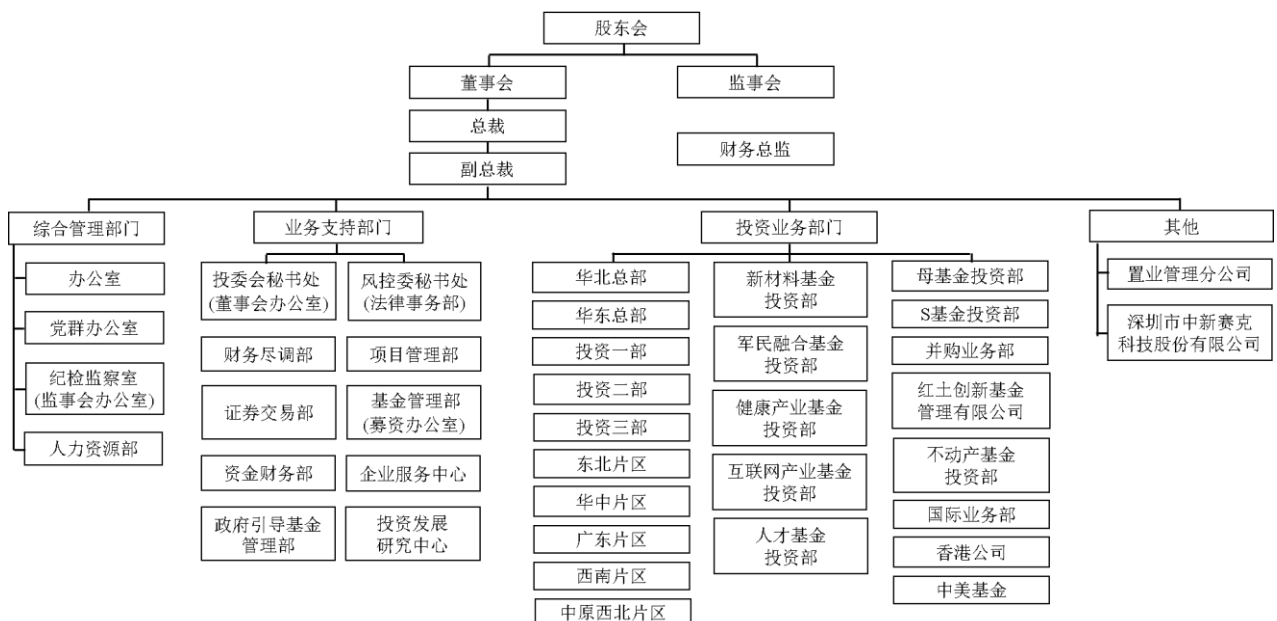 股东会
董事会
监事会
总裁
财务总监
副总裁
综合管理部门
办公室
党群办公室
纪检监察室
(监事会办公室)
人力资源部
业务支持部门
投委会秘书处
(董事会办公室)
财务尽调部
证券交易部
资金财务部
政府引导基金
管理部
风控委秘书处
(法律事务部)
项目管理部
基金管理部
(募资办公室)
企业服务中心
投资发展
研究中心
投资业务部门
华北总部
华东总部
投资一部
投资二部
投资三部
东北片区
华中片区
广东片区
西南片区
中原西北片区
新材料基金
投资部
军民融合基金
投资部
健康产业基金
投资部
互联网产业基金
投资部
人才基金
投资部
母基金投资部
S基金投资部
并购业务部
红土创新基金
管理有限公司
不动产基金
投资部
国际业务部
香港公司
中美基金
其他
置业管理分公司
深圳市中新赛克
科技股份有限公司